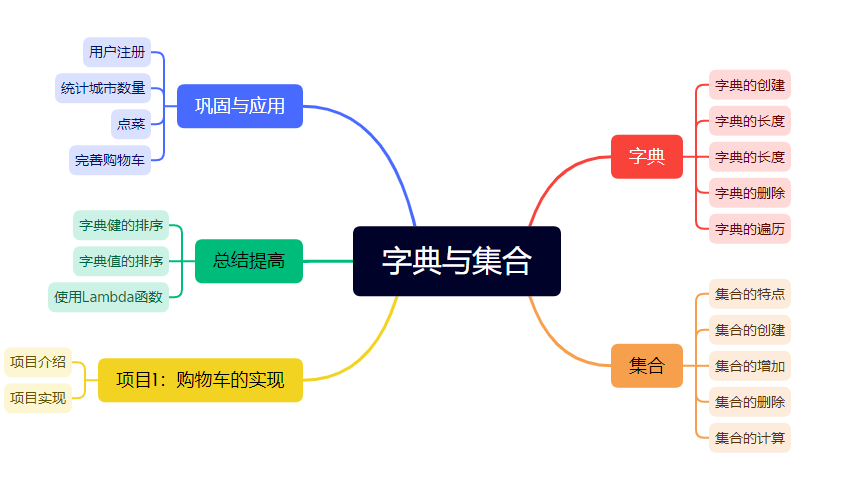 字典与集合
字典
字典的创建
字典的长度
字典的长度
字典的删除
字典的遍历
集合
集合的特点
集合的创建
集合的增加
集合的删除
集合的计算
巩固与应用
用户注册
统计城市数量
点菜
完善购物车
总结提高
字典健的排序
字典值的排序
使用Lambda函数
项目1：购物车的实现
项目介绍
项目实现